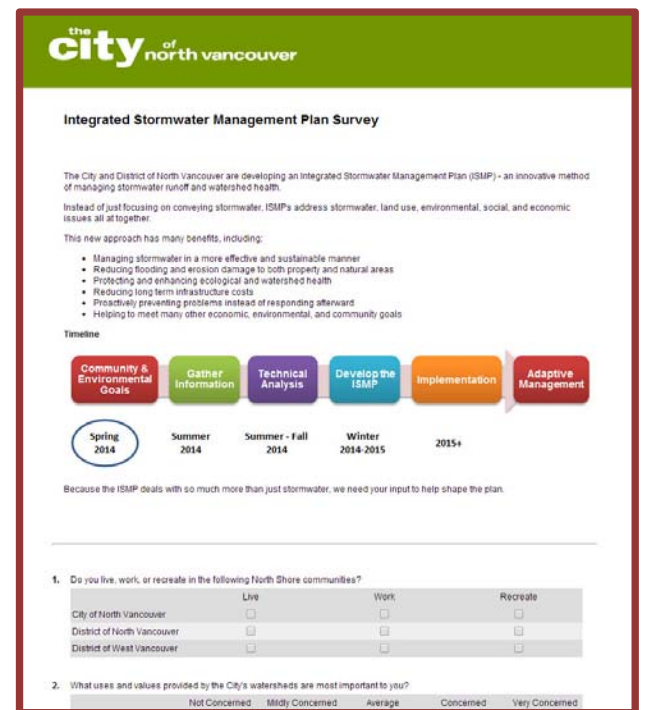 the
city of
north vancouver
Integrated Stormwater Management Plan Survey
The City and District of North Vancouver are developing an Integrated Stormwater Management Plan (ISMP) - an innovative method
of managing stormwater runoff and watershed health.
Instead of just focusing on conveying stormwater, ISMPs address stormwater, land use, environmental, social, and economic
issues all at together.
This new approach has many benefits, including:
• Managing stormwater in a more effective and sustainable manner
• Reducing flooding and erosion damage to both property and natural areas
• Protecting and enhancing ecological and watershed health
• Reducing long term infrastructure costs
• Proactively preventing problems instead of responding afterward
• Helping to meet many other economic, environmental, and community goals
Timeline
Community &
Environmental
Goals
Gather
Information
Technical
Analysis
Develop the
ISMP
Implementation
Adaptive
Management
Spring
2014
Summer
2014
Summer - Fall
2014
Winter
2014-2015
2015+
Because the ISMP deals with so much more than just stormwater, we need your input to help shape the plan.
1. Do you live, work, or recreate in the following North Shore communities?
Live Work Recreate
City of North Vancouver
District of North Vancouver
District of West Vancouver
2. What uses and values provided by the City's watersheds are most important to you?
Not Concerned Mildly Concerned Average Concerned Very Concerned